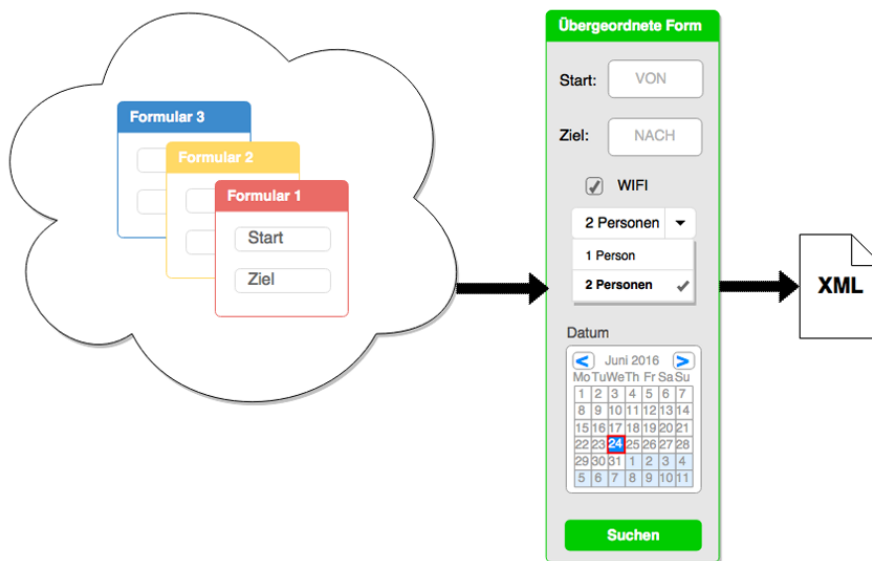 Formular 3
Formular 2
Formular 1
Start
Ziel
Übergeordnete Form
Start: VON
Ziel: NACH
WIFI
2 Personen
1 Person
2 Personen
Datum
< Juni 2016 >
Mo Tu We Th Fr Sa Su
1 2 3 4 5 6 7
8 9 10 11 12 13 14
15 16 17 18 19 20 21
22 23 24 25 26 27 28
29 30 31 1 2 3 4
5 6 7 8 9 10 11
Suchen
XML